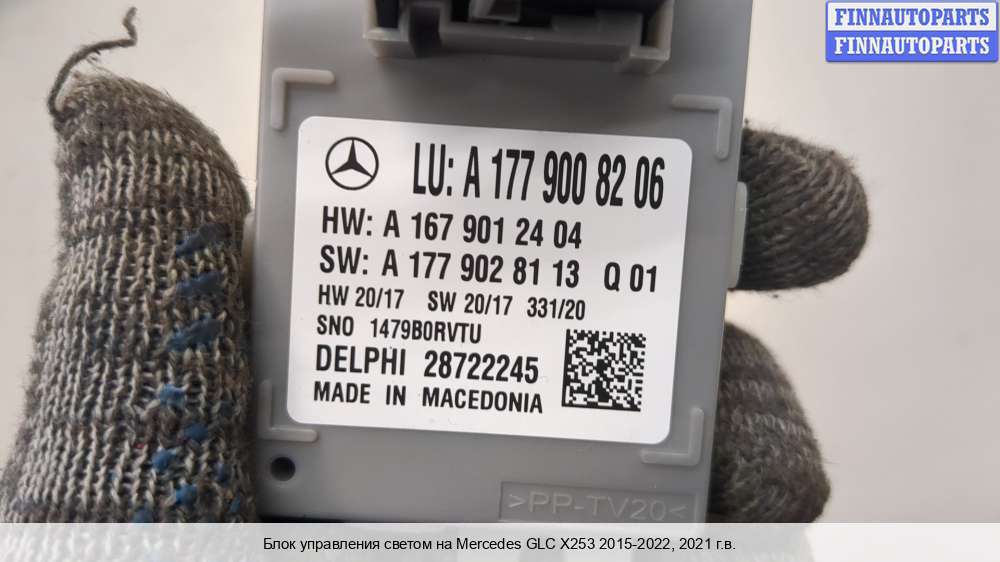 FINNAUTOPARTS
FINNAUTOPARTS
LU: A 177 900 82 06
HW: A 167 901 24 04
SW: A 177 902 81 13 Q 01
HW 20/17 SW 20/17 331/20
SNO 1479B0RVTU
DELPHI 28722245
MADE IN MACEDONIA
>PP-TV20<
Блок управления светом на Mercedes GLC X253 2015-2022, 2021 г.в.